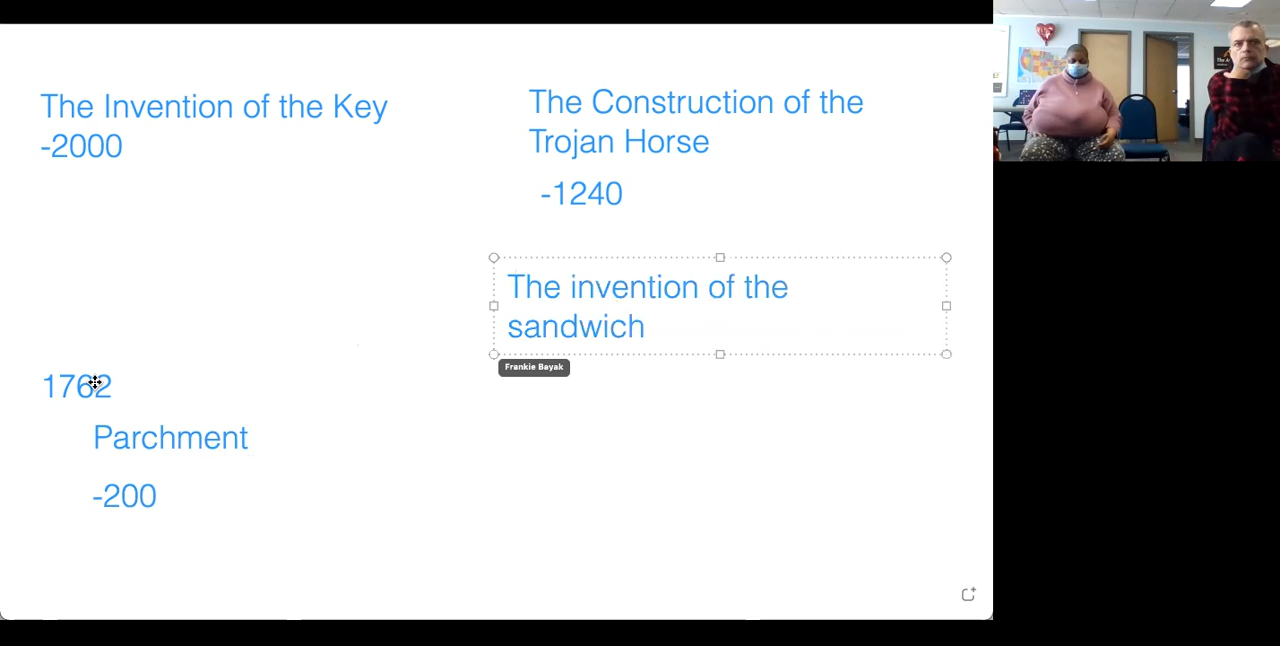 The Invention of the Key
-2000
The Construction of the
Trojan Horse
-1240
The invention of the
sandwich
Frankie Bayak
1762
Parchment
-200